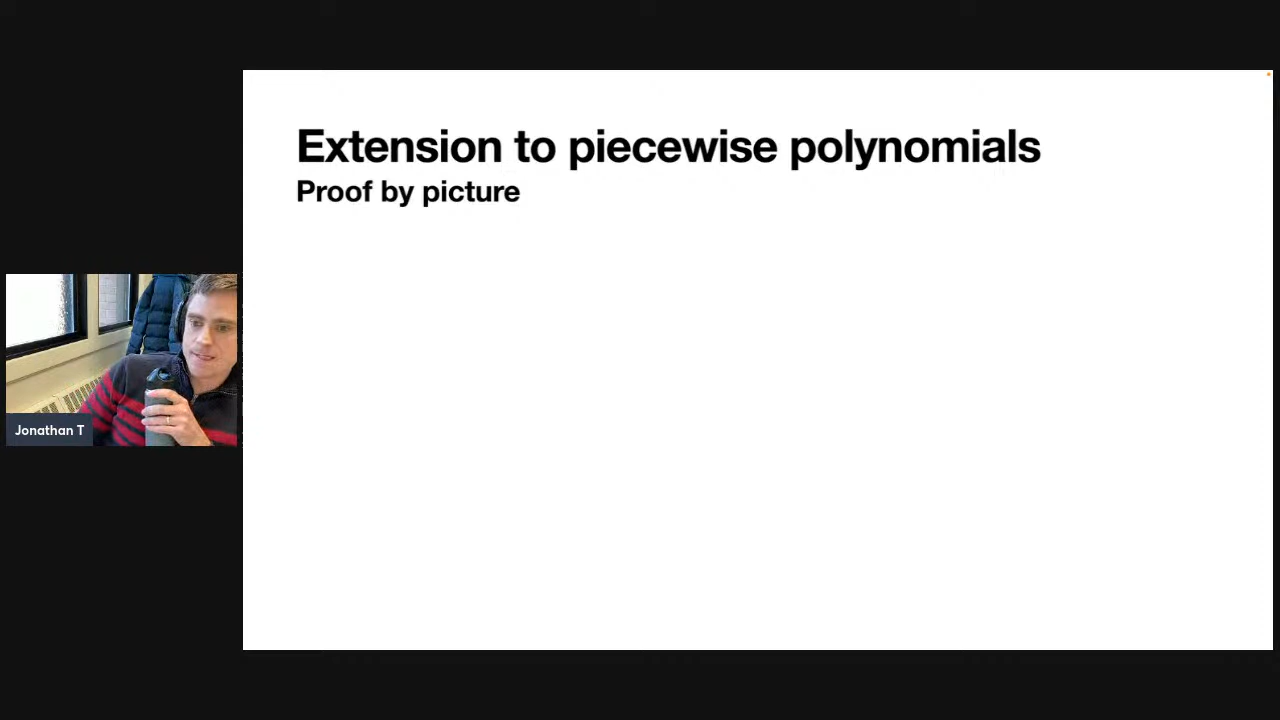 Extension to piecewise polynomials
Proof by picture
Jonathan T